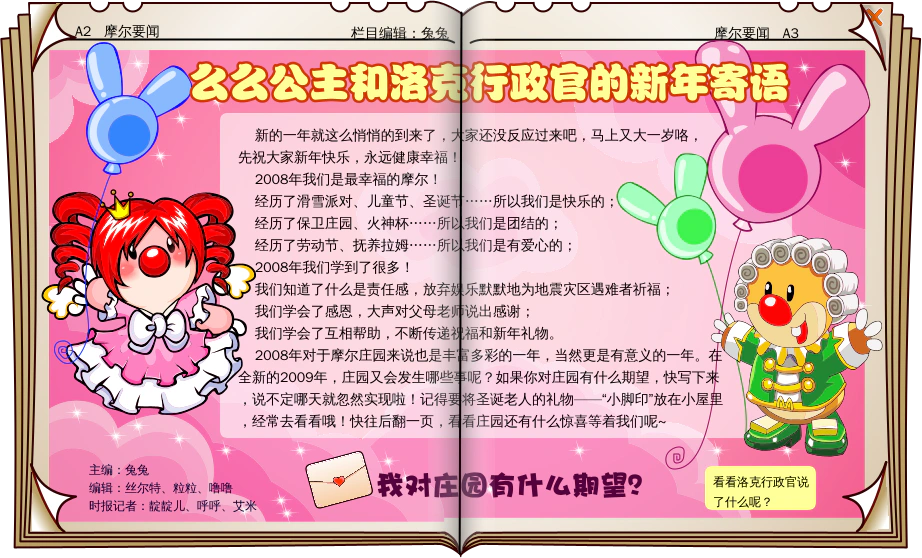 A2 摩尔要闻
栏目编辑：兔兔
摩尔要闻 A3
么么公主和洛克行政官的新年寄语
新的一年就这么悄悄的到来了，大家还没反应过来吧，马上又大一岁咯，
先祝大家新年快乐，永远健康幸福！
2008年我们是最幸福的摩尔！
经历了滑雪派对、儿童节、圣诞节……所以我们是快乐的；
经历了保卫庄园、火神杯……所以我们是团结的；
经历了劳动节、抚养拉姆……所以我们是有爱心的；
2008年我们学到了很多！
我们知道了什么是责任感，放弃娱乐默默地为地震灾区遇难者祈福；
我们学会了感恩，大声对父母老师说出感谢；
我们学会了互相帮助，不断传递祝福和新年礼物。
2008年对于摩尔庄园来说也是丰富多彩的一年，当然更是有意义的一年。在
全新的2009年，庄园又会发生哪些事呢？如果你对庄园有什么期望，快写下来
，说不定哪天就忽然实现啦！记得要将圣诞老人的礼物——“小脚印”放在小屋里
，经常去看看哦！快往后翻一页，看看庄园还有什么惊喜等着我们呢~
主编：兔兔
编辑：丝尔特、粒粒、噜噜
时报记者：靛靛儿、呼呼、艾米
我对庄园有什么期望？
看看洛克行政官说
了什么呢？